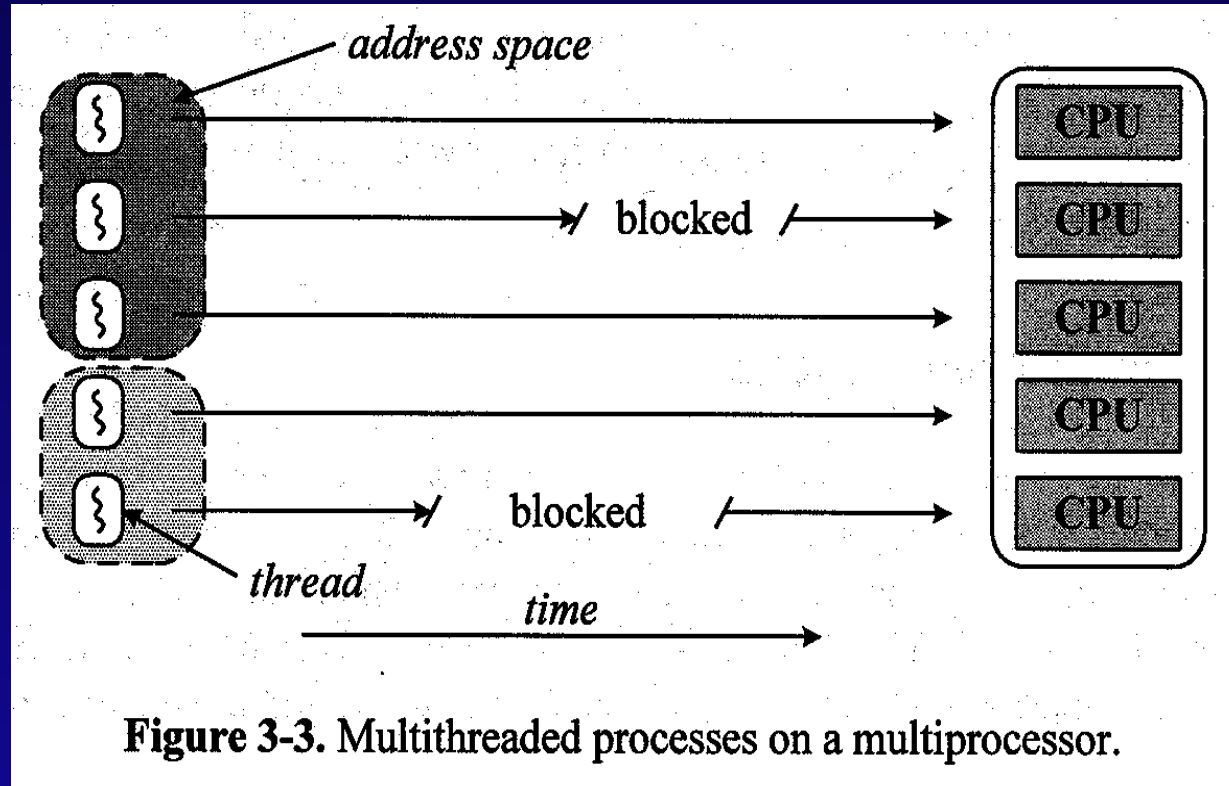 address space
CPU
blocked
CPU
CPU
CPU
blocked
CPU
thread
time
Figure 3-3. Multithreaded processes on a multiprocessor.